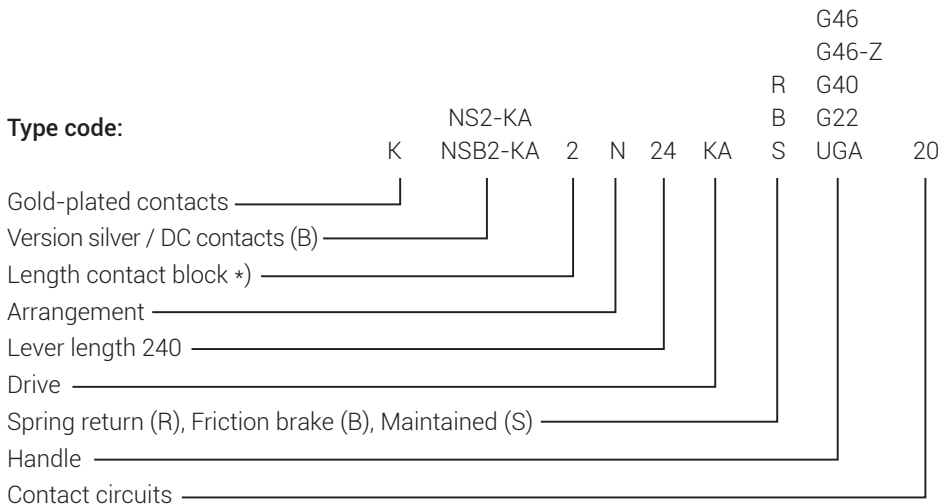 G46
G46-Z
R G40
NS2-KA B G22
Type code:
K NSB2-KA 2 N 24 KA S UGA 20
Gold-plated contacts
Version silver / DC contacts (B)
Length contact block *)
Arrangement
Lever length 240
Drive
Spring return (R), Friction brake (B), Maintained (S)
Handle
Contact circuits